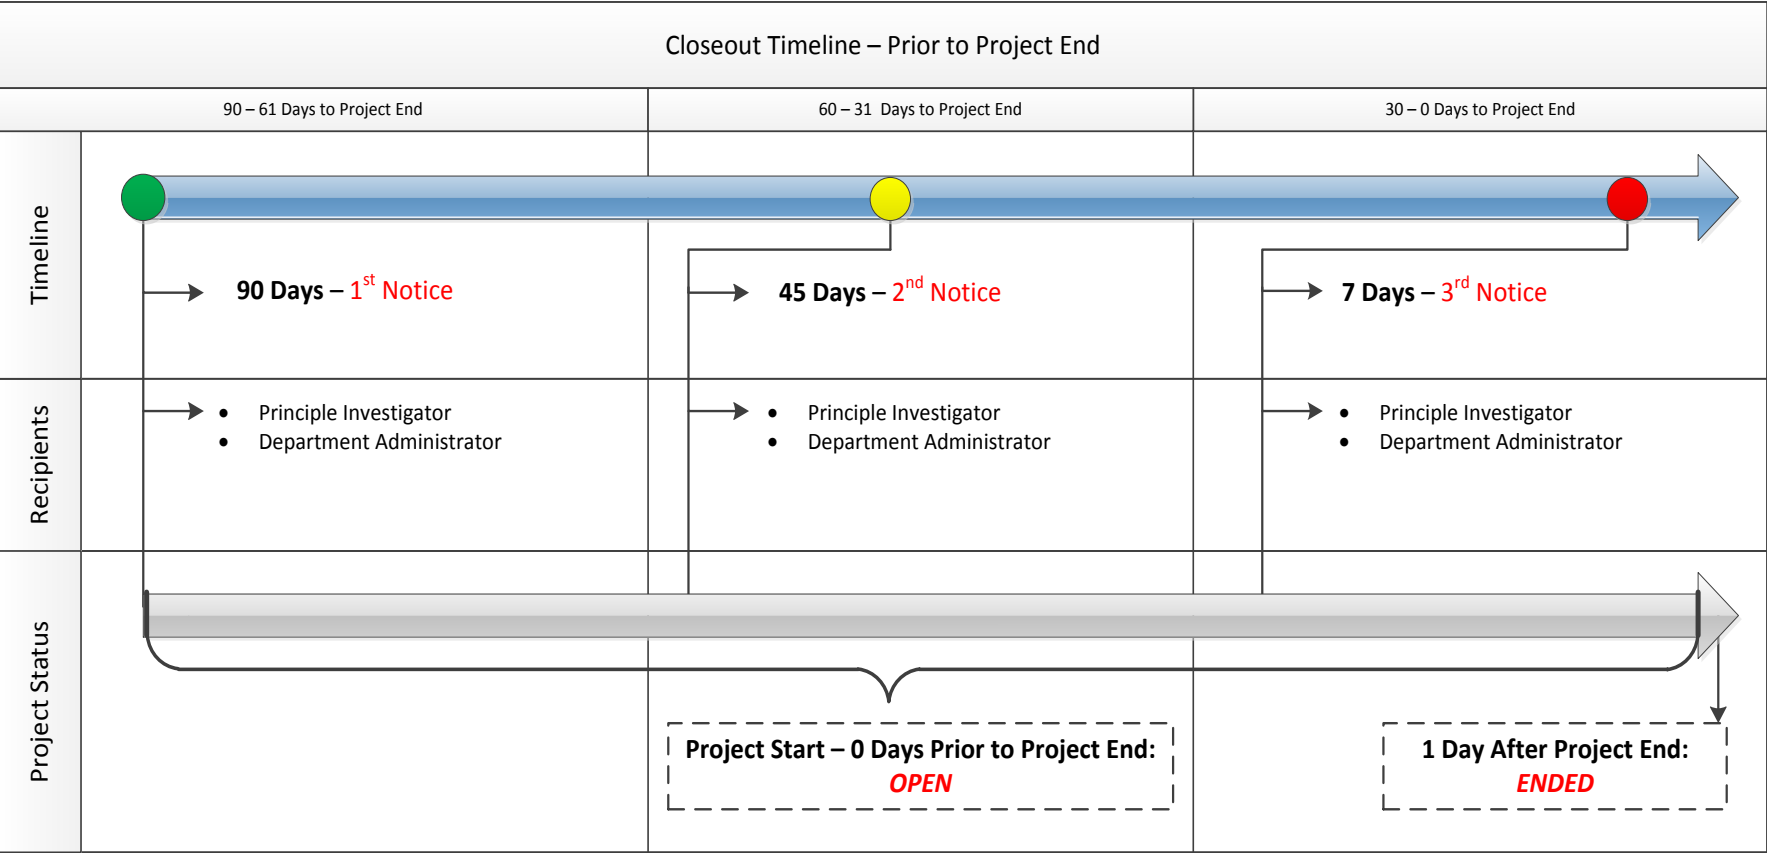 Closeout Timeline – Prior to Project End
90 – 61 Days to Project End
60 – 31 Days to Project End
30 – 0 Days to Project End
Timeline
90 Days – 1st Notice
45 Days – 2nd Notice
7 Days – 3rd Notice
Recipients
• Principle Investigator
• Department Administrator
• Principle Investigator
• Department Administrator
• Principle Investigator
• Department Administrator
Project Status
Project Start – 0 Days Prior to Project End:
OPEN
1 Day After Project End:
ENDED